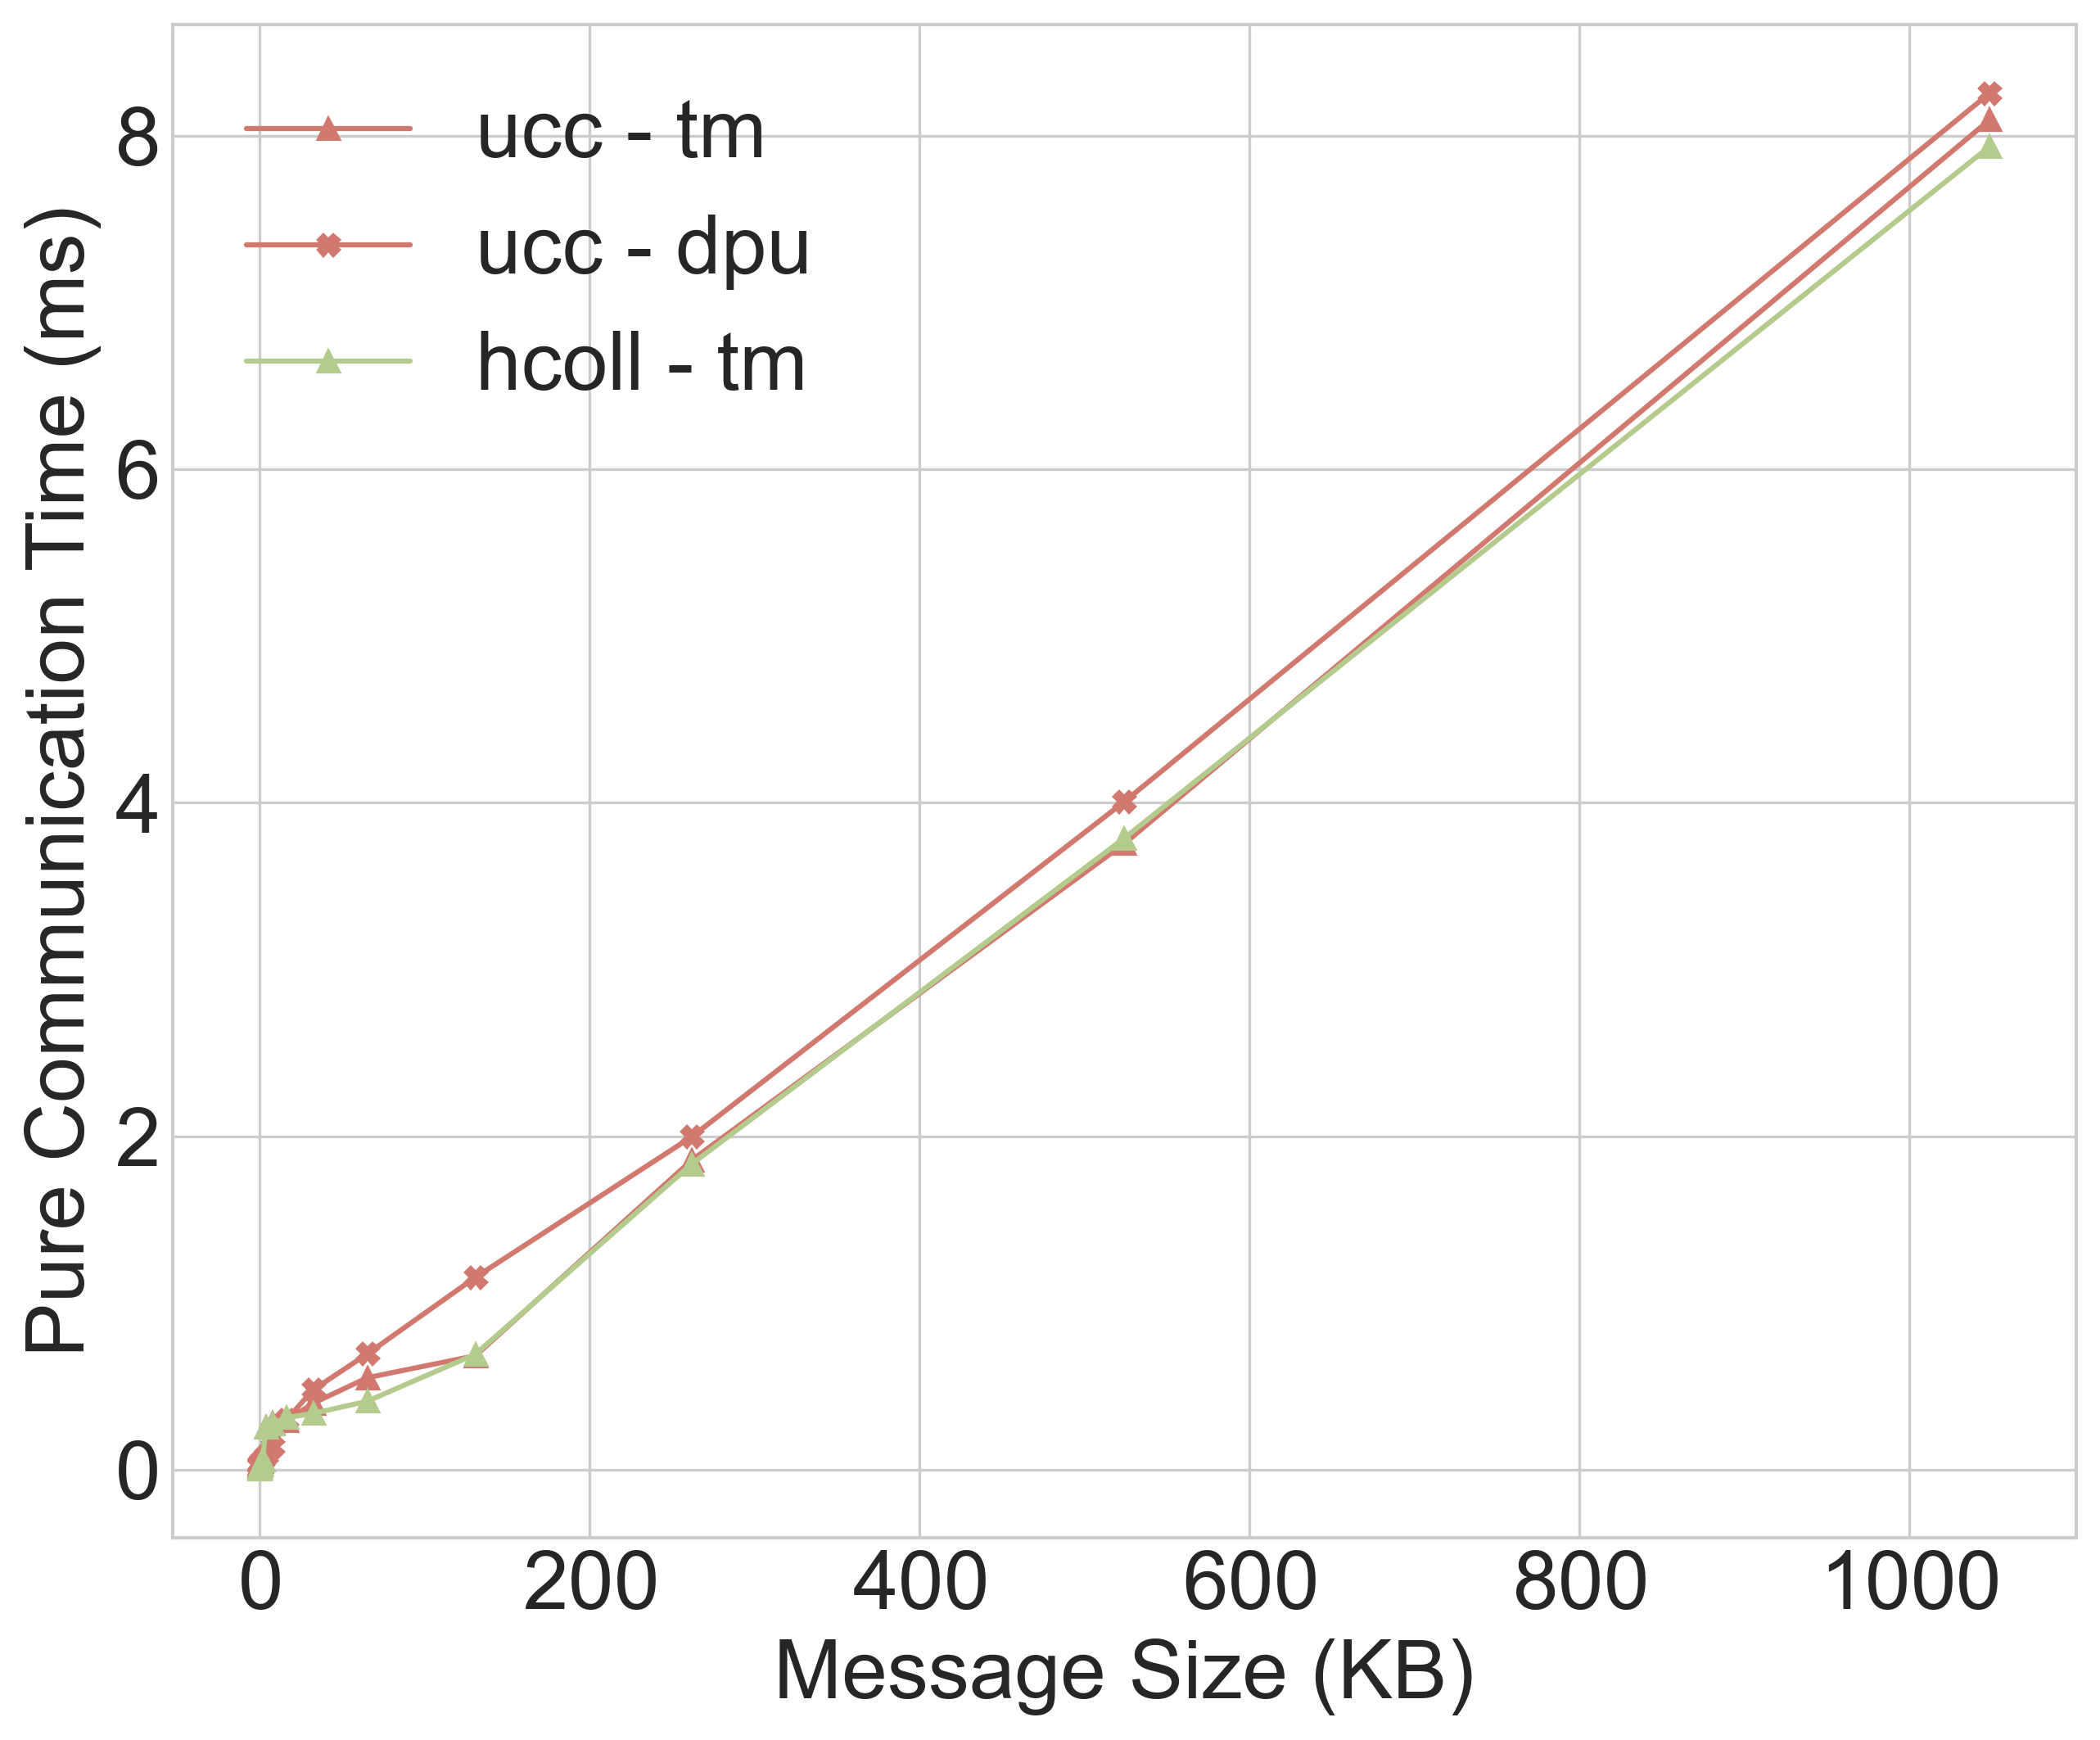 ucc - tm
ucc - dpu
hcoll - tm
Pure Communication Time (ms)
8
6
4
2
0
0 200 400 600 800 1000
Message Size (KB)